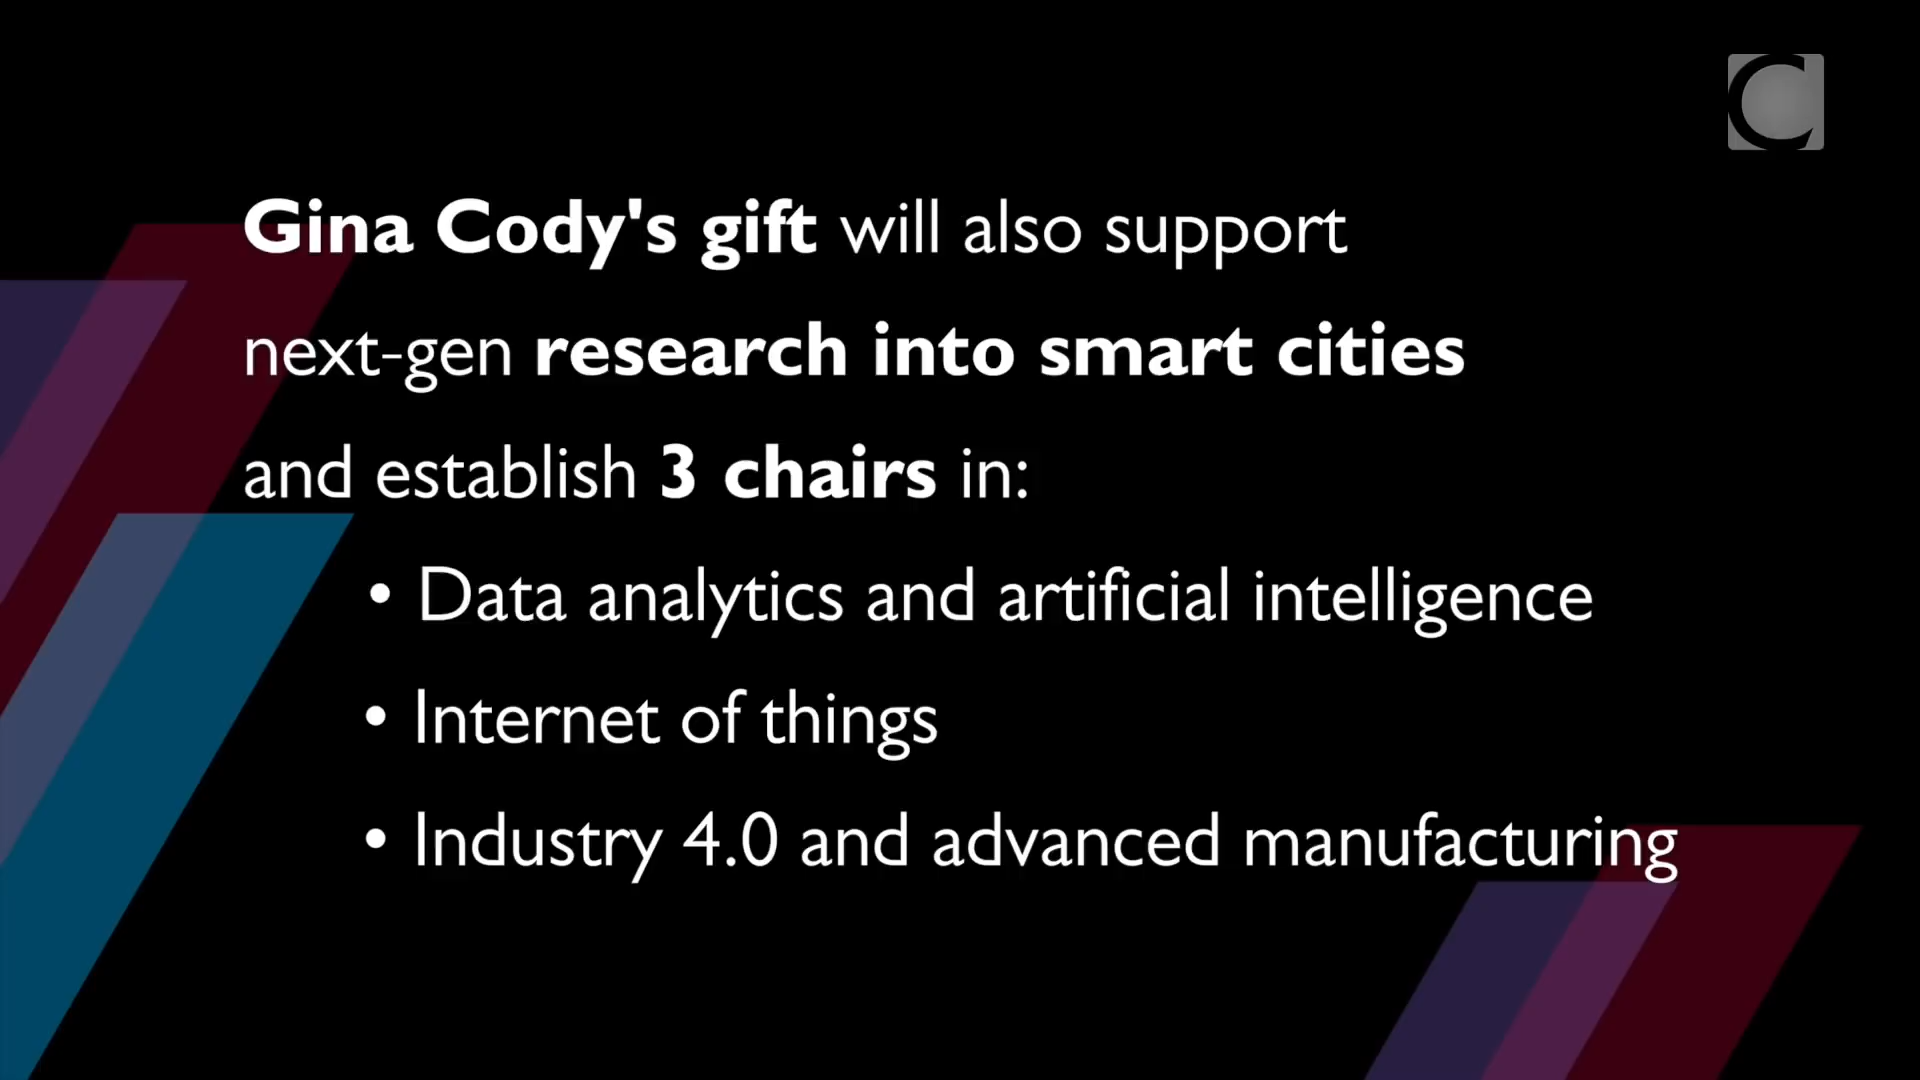 Gina Cody's gift will also support
next-gen research into smart cities
and establish 3 chairs in:
• Data analytics and artificial intelligence
• Internet of things
• Industry 4.0 and advanced manufacturing
C